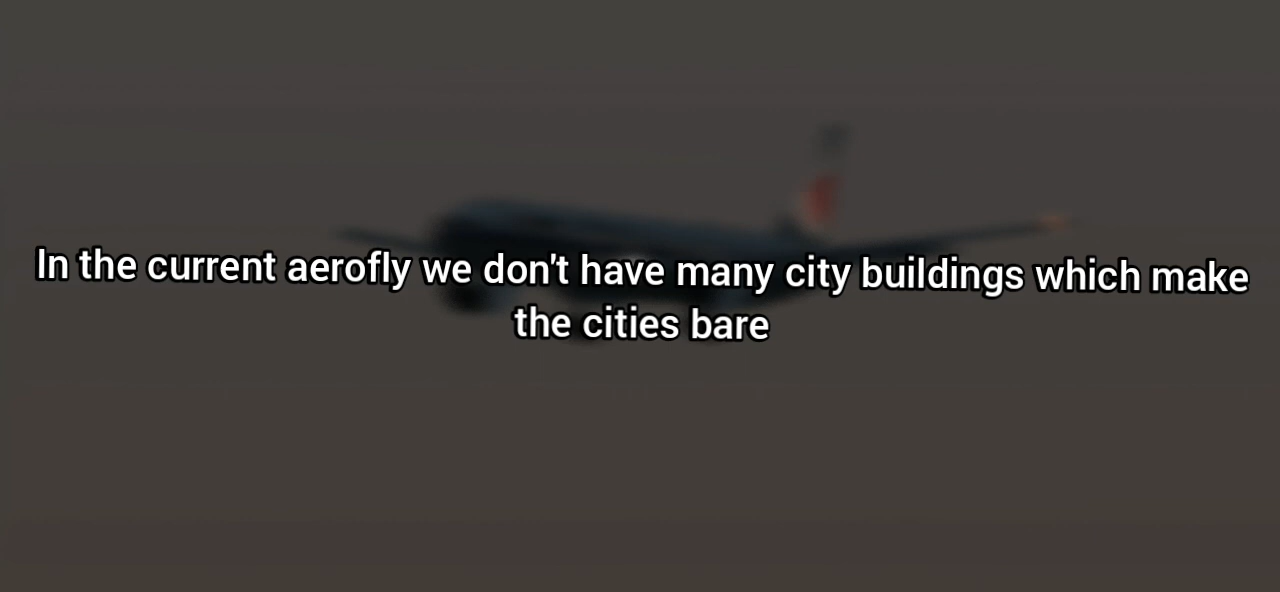 In the current aerofly we don't have many city buildings which make
the cities bare